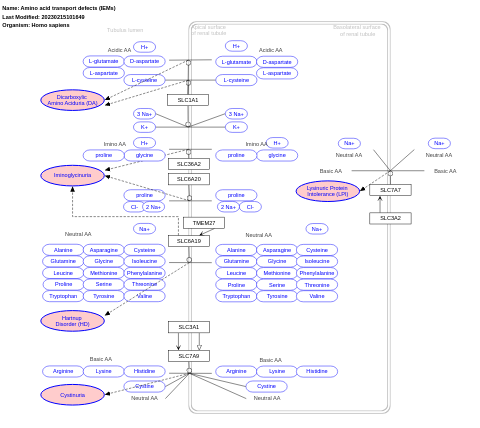 Name: Amino acid transport defects (IEMs)
Last Modified: 20230215101649
Organism: Homo sapiens
Tubular lumen
Apical surface of renal tubule
Basolateral surface of renal tubule
Acidic AA
H+
H+
Acidic AA
L-glutamate
D-aspartate
L-glutamate
D-aspartate
L-aspartate
L-aspartate
L-cysteine
L-cysteine
Dicarboxylic
Amino Aciduria (DA)
SLC1A1
3 Na+
3 Na+
K+
K+
Imino AA
H+
Imino AA
H+
proline
glycine
proline
glycine
SLC36A2
Iminoglycinuria
SLC6A20
proline
proline
Cl-
2 Na+
2 Na+
Cl-
Na+
Na+
Neutral AA
Neutral AA
Basic AA
Basic AA
Lysinuric Protein
Intolerance (LPI)
SLC7A7
SLC3A2
TMEM27
Na+
Na+
Neutral AA
Neutral AA
SLC6A19
Alanine
Asparagine
Cysteine
Alanine
Asparagine
Cysteine
Glutamine
Glycine
Isoleucine
Glutamine
Glycine
Isoleucine
Leucine
Methionine
Phenylalanine
Leucine
Methionine
Phenylalanine
Proline
Serine
Threonine
Proline
Serine
Threonine
Tryptophan
Tyrosine
Valine
Tryptophan
Tyrosine
Valine
Hartnup
Disorder (HD)
SLC3A1
SLC7A9
Basic AA
Basic AA
Arginine
Lysine
Histidine
Arginine
Lysine
Histidine
Cystine
Cystine
Cystinuria
Neutral AA
Neutral AA